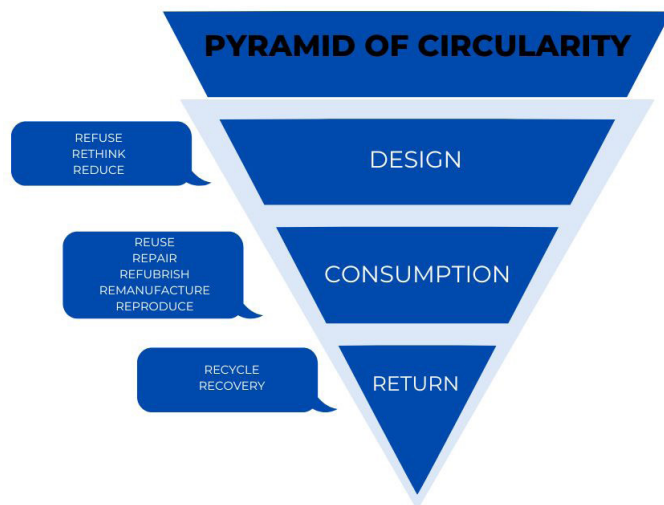 PYRAMID OF CIRCULARITY
REFUSE
RETHINK
REDUCE
DESIGN
REUSE
REPAIR
REFUBRISH
REMANUFACTURE
REPRODUCE
CONSUMPTION
RECYCLE
RECOVERY
RETURN